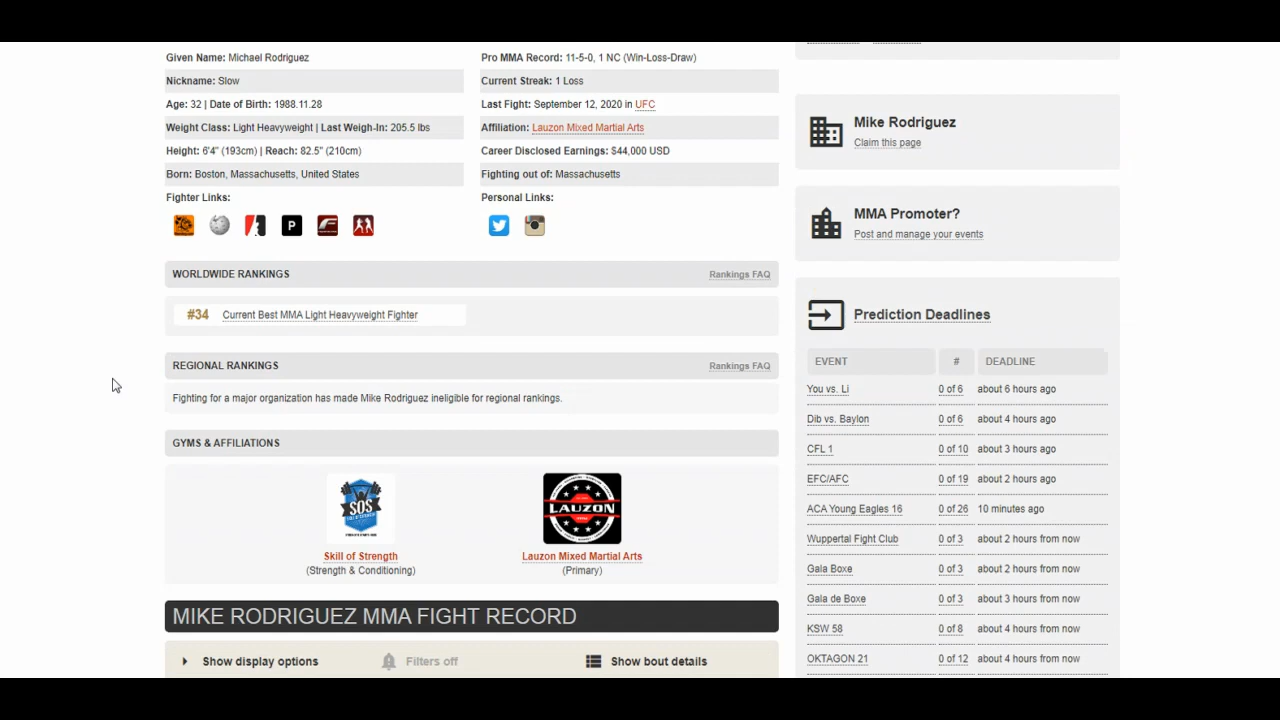 Given Name: Michael Rodriguez
Nickname: Slow
Age: 32 | Date of Birth: 1988.11.28
Weight Class: Light Heavyweight | Last Weigh-In: 205.5 lbs
Height: 6'4" (193cm) | Reach: 82.5" (210cm)
Born: Boston, Massachusetts, United States
Fighter Links:
P
Pro MMA Record: 11-5-0, 1 NC (Win-Loss-Draw)
Current Streak: 1 Loss
Last Fight: September 12, 2020 in UFC
Affiliation: Lauzon Mixed Martial Arts
Career Disclosed Earnings: $44,000 USD
Fighting out of: Massachusetts
Personal Links:
WORLDWIDE RANKINGS
Rankings FAQ
#34 Current Best MMA Light Heavyweight Fighter
REGIONAL RANKINGS
Rankings FAQ
Fighting for a major organization has made Mike Rodriguez ineligible for regional rankings.
GYMS & AFFILIATIONS
SOS
Skill of Strength
(Strength & Conditioning)
LAUZON
Lauzon Mixed Martial Arts
(Primary)
MIKE RODRIGUEZ MMA FIGHT RECORD
Show display options
Filters off
Show bout details
Mike Rodriguez
Claim this page
MMA Promoter?
Post and manage your events
Prediction Deadlines
EVENT # DEADLINE
You vs. Li 0 of 6 about 6 hours ago
Dib vs. Baylon 0 of 6 about 4 hours ago
CFL 1 0 of 10 about 3 hours ago
EFC/AFC 0 of 19 about 2 hours ago
ACA Young Eagles 16 0 of 26 10 minutes ago
Wuppertal Fight Club 0 of 3 about 2 hours from now
Gala Boxe 0 of 3 about 2 hours from now
Gala de Boxe 0 of 3 about 3 hours from now
KSW 58 0 of 8 about 4 hours from now
OKTAGON 21 0 of 12 about 4 hours from now